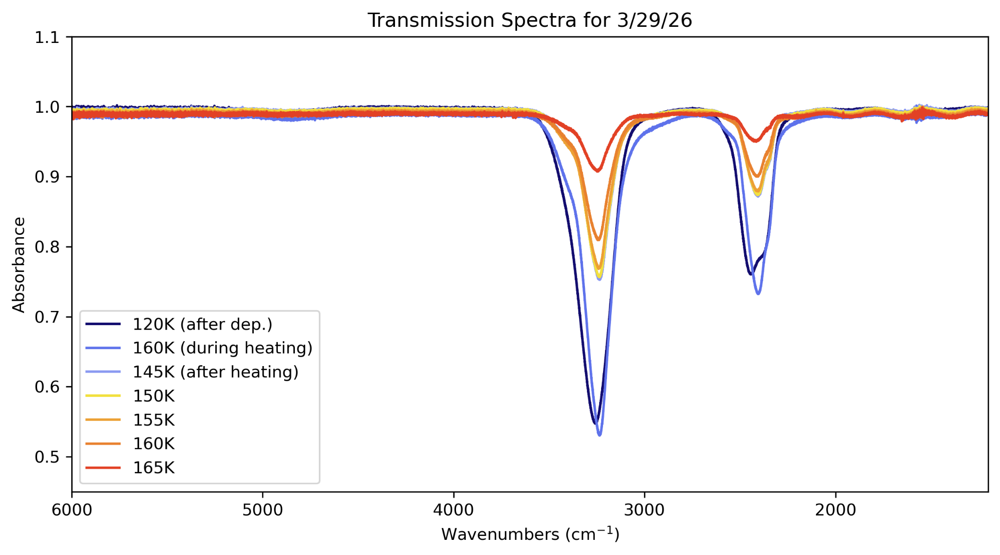 Transmission Spectra for 3/29/26
1.1
1.0
0.9
0.8
0.7
0.6
0.5
Absorbance
120K (after dep.)
160K (during heating)
145K (after heating)
150K
155K
160K
165K
6000 5000 4000 3000 2000
Wavenumbers (cm⁻¹)